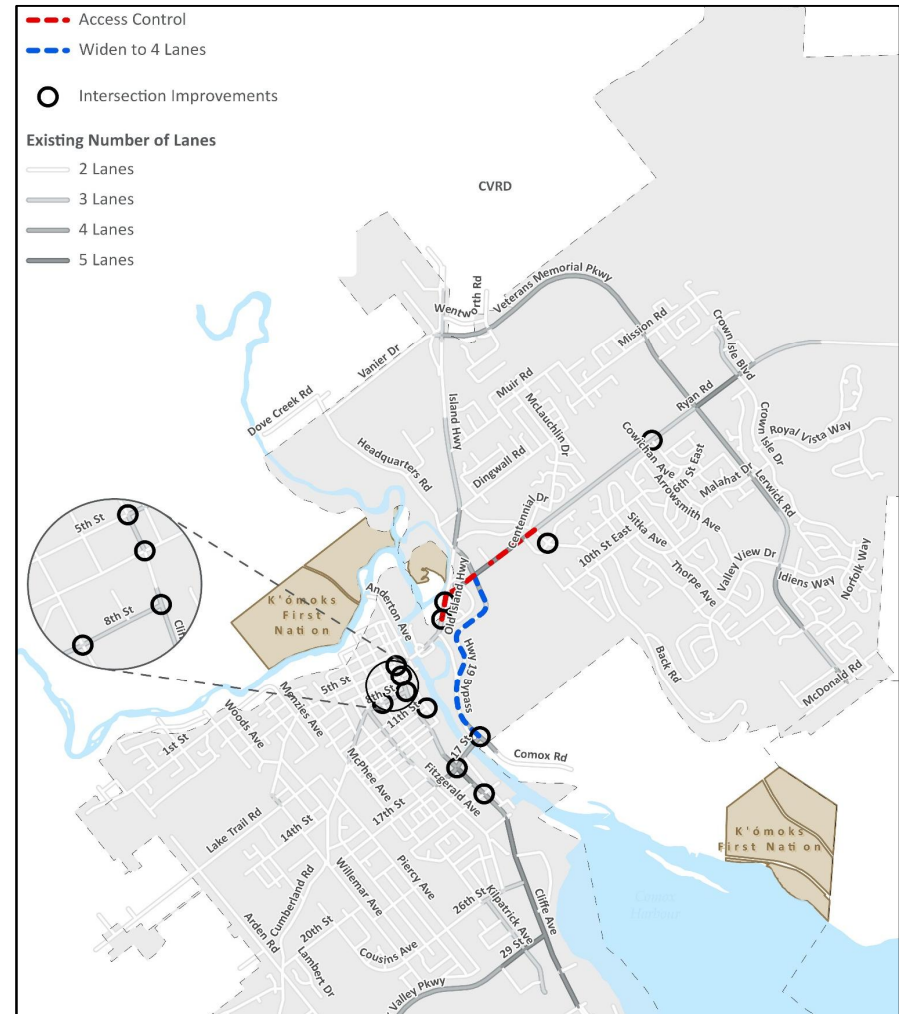 Access Control
Widen to 4 Lanes
Intersection Improvements
Existing Number of Lanes
2 Lanes
3 Lanes
4 Lanes
5 Lanes
CVRD
Wentworth Rd
Veterans Memorial Pkwy
Mission Rd
Crown Isle Blvd
Vanier Dr
Muir Rd
Ryan Rd
Dove Creek Rd
Island Hwy
McLauchlin Dr
Royal Vista Way
Crown Isle Dr
Headquarters Rd
Dingwall Rd
Cowichan Ave
6th St East
Malahat Dr
Arrowsmith Ave
Lerwick Rd
Centennial Dr
Sitka Ave
10th St East
Valley View Dr
Thorpe Ave
Idiens Way
Norfolk Way
5th St
8th St
Clif
K'ómoks
First
Nation
Anderton Ave
Old Island Hwy
Back Rd
McDonald Rd
Hwy 19 Bypass
5th St
8th St
11th St
Menzies Ave
Woods Ave
1st St
17 St
Comox Rd
McPhee Ave
Fitzgerald Ave
17th St
Lake Trail Rd
14th St
K'ómoks
First Nation
Cumberland Rd
Willemar Ave
Piercy Ave
26th St
Kilpatrick Ave
Cliffe Ave
Comox
Harbour
20th St
Arden Rd
Lambert Dr
Cousins Ave
29 St
Valley Pkwy